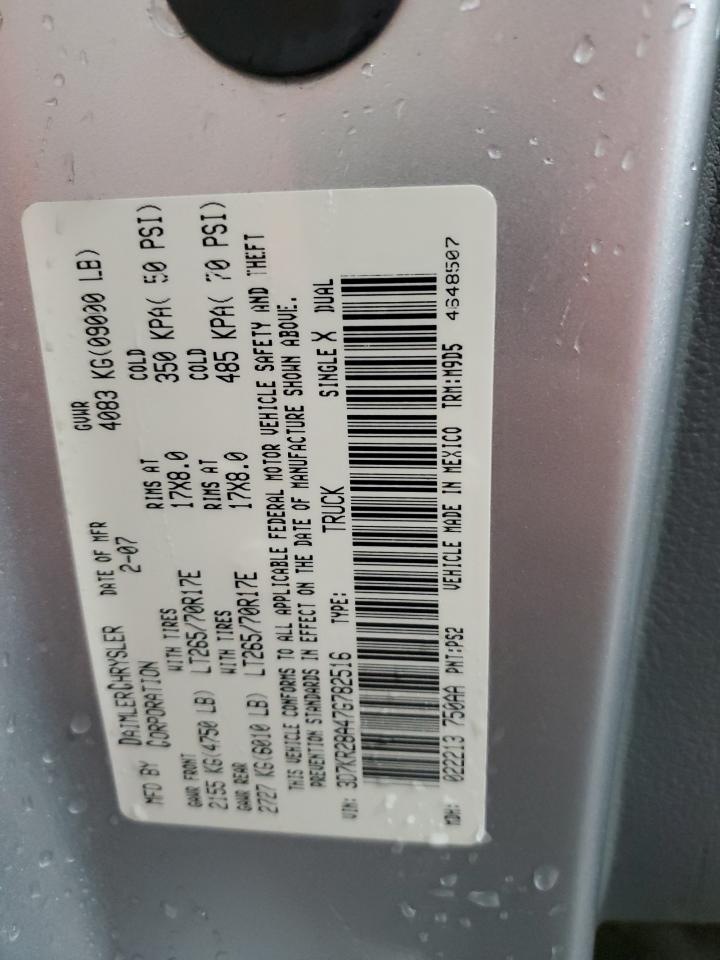 MFD BY DAIMLERCHRYSLER CORPORATION DATE OF MFR 2-07 GVWR 4083 KG(09000 LB)
GAWR FRONT WITH TIRES RIMS AT COLD
2155 KG(4750 LB) LT265/70R17E 17X8.0 350 KPA( 50 PSI)
GAWR REAR WITH TIRES RIMS AT COLD
2727 KG(6010 LB) LT265/70R17E 17X8.0 485 KPA( 70 PSI)
THIS VEHICLE CONFORMS TO ALL APPLICABLE FEDERAL MOTOR VEHICLE SAFETY AND THEFT
PREVENTION STANDARDS IN EFFECT ON THE DATE OF MANUFACTURE SHOWN ABOVE.
VIN: 3D7KR28A47G782516 TYPE: TRUCK SINGLE X DUAL
MDH: 022213 750AA PNT:PS2 VEHICLE MADE IN MEXICO TRM:M9D5 4648507